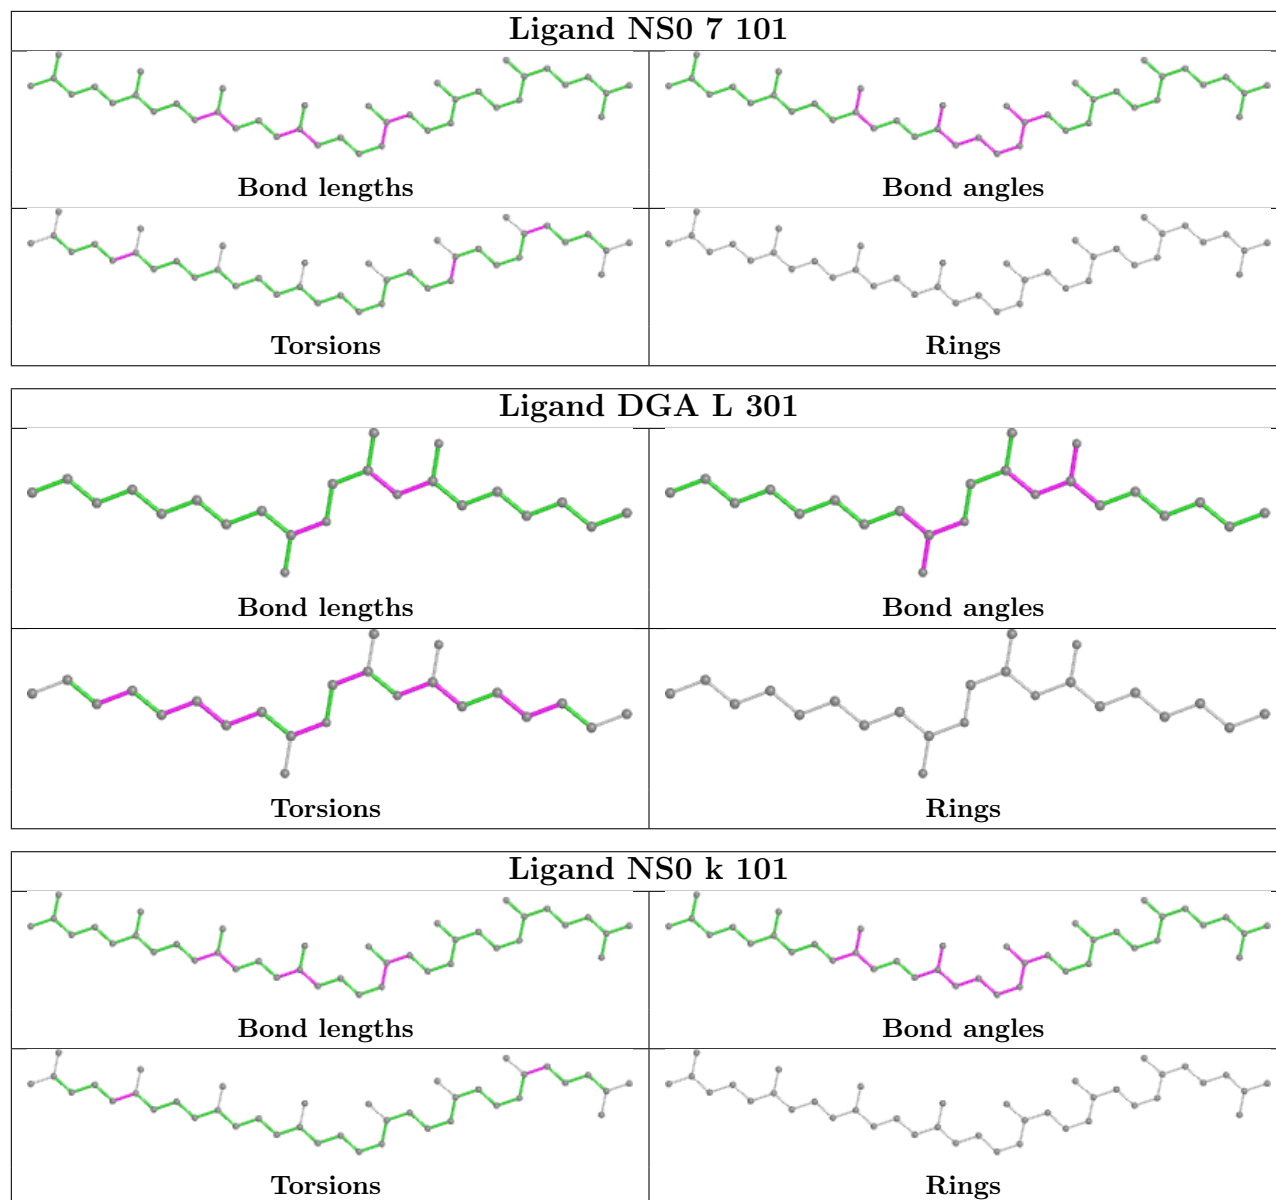 Ligand NS0 7 101
Bond lengths
Bond angles
Torsions
Rings
Ligand DGA L 301
Bond lengths
Bond angles
Torsions
Rings
Ligand NS0 k 101
Bond lengths
Bond angles
Torsions
Rings